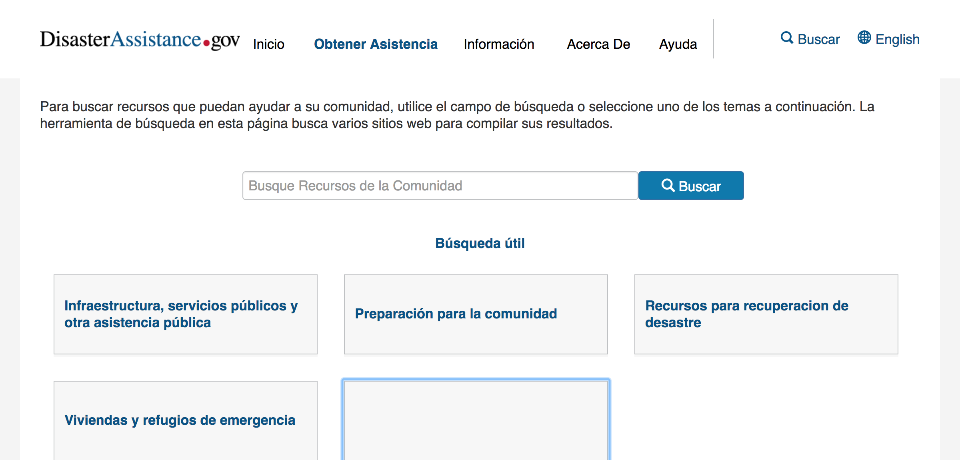 DisasterAssistance.gov
Inicio
Obtener Asistencia
Información
Acerca De
Ayuda
Buscar
English
Para buscar recursos que puedan ayudar a su comunidad, utilice el campo de búsqueda o seleccione uno de los temas a continuación. La
herramienta de búsqueda en esta página busca varios sitios web para compilar sus resultados.
Busque Recursos de la Comunidad
Buscar
Búsqueda útil
Infraestructura, servicios públicos y
otra asistencia pública
Preparación para la comunidad
Recursos para recuperacion de
desastre
Viviendas y refugios de emergencia